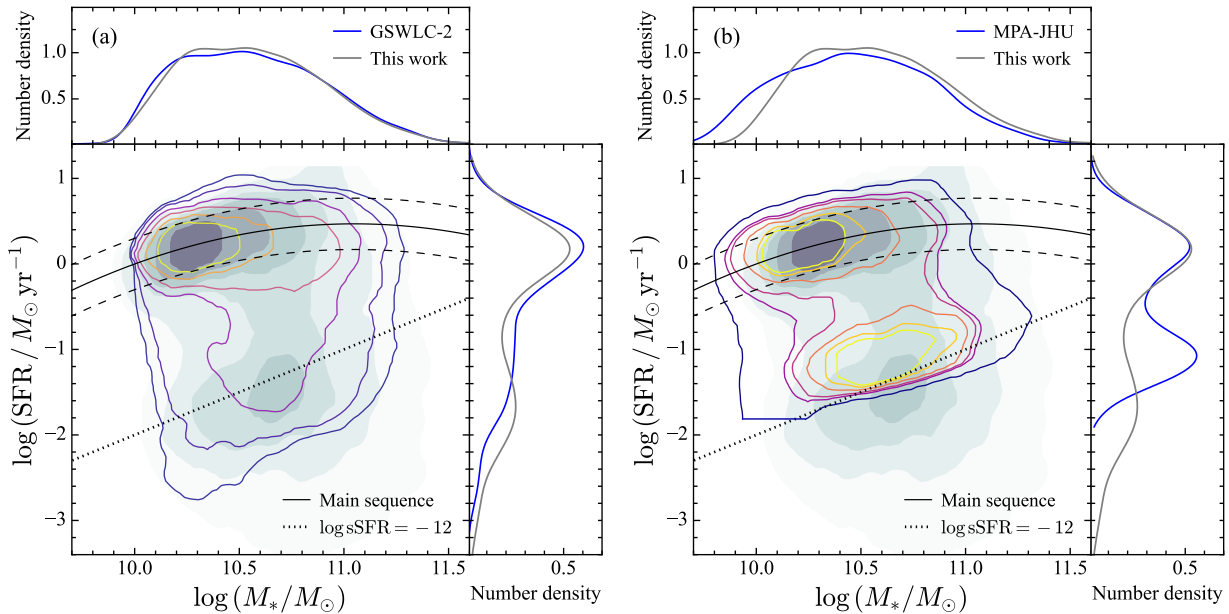 (a)
GSWLC-2
This work
Number density
1.0
0.5
log (SFR / M⊙ yr⁻¹)
1
0
−1
−2
−3
Main sequence
log sSFR = − 12
10.0 10.5 11.0 11.5
log (M*/M⊙)
0.5
Number density
(b)
MPA-JHU
This work
Number density
1.0
0.5
log (SFR / M⊙ yr⁻¹)
1
0
−1
−2
−3
Main sequence
log sSFR = − 12
10.0 10.5 11.0 11.5
log (M*/M⊙)
0.5
Number density